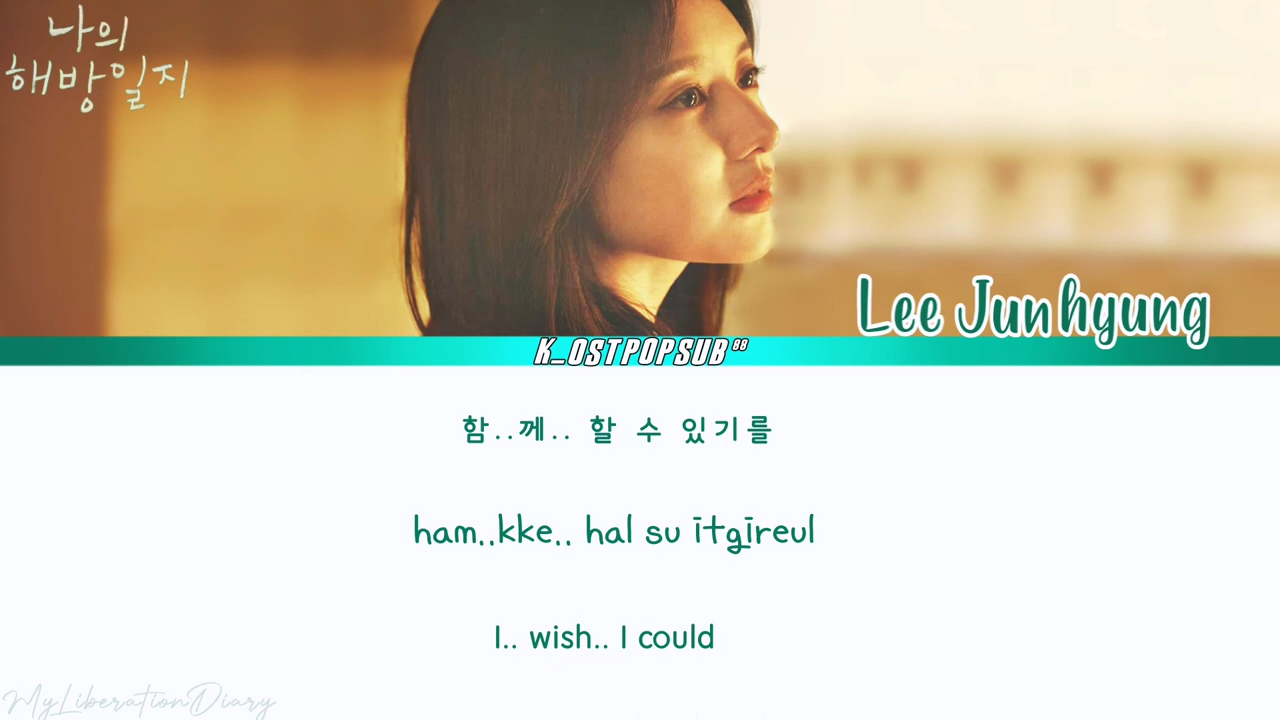 나의
해방일지
Lee Junhyung
K_OSTPOPSUB88
함..께.. 할 수 있기를
ham..kke.. hal su itgireul
I.. wish.. I could
MyLiberationDiary